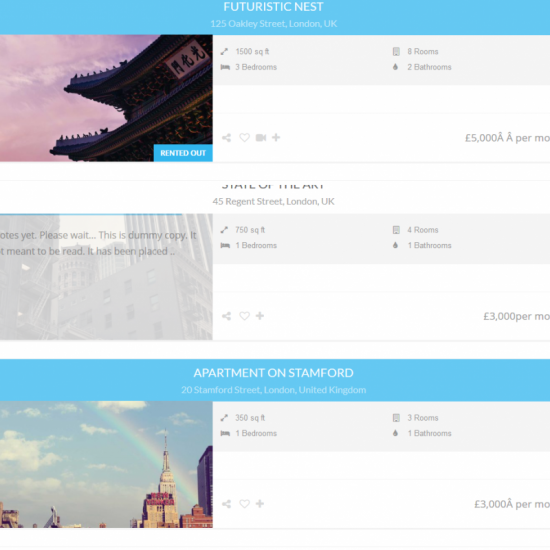 FUTURISTIC NEST
125 Oakley Street, London, UK
1500 sq ft
8 Rooms
3 Bedrooms
2 Bathrooms
£5,000Â Â per mo
RENTED OUT
STATE OF THE ART
45 Regent Street, London, UK
otes yet. Please wait... This is dummy copy. It
t meant to be read. It has been placed ..
750 sq ft
4 Rooms
1 Bedrooms
1 Bathrooms
£3,000per mo
APARTMENT ON STAMFORD
20 Stamford Street, London, United Kingdom
350 sq ft
3 Rooms
1 Bedrooms
1 Bathrooms
£3,000Â per mo